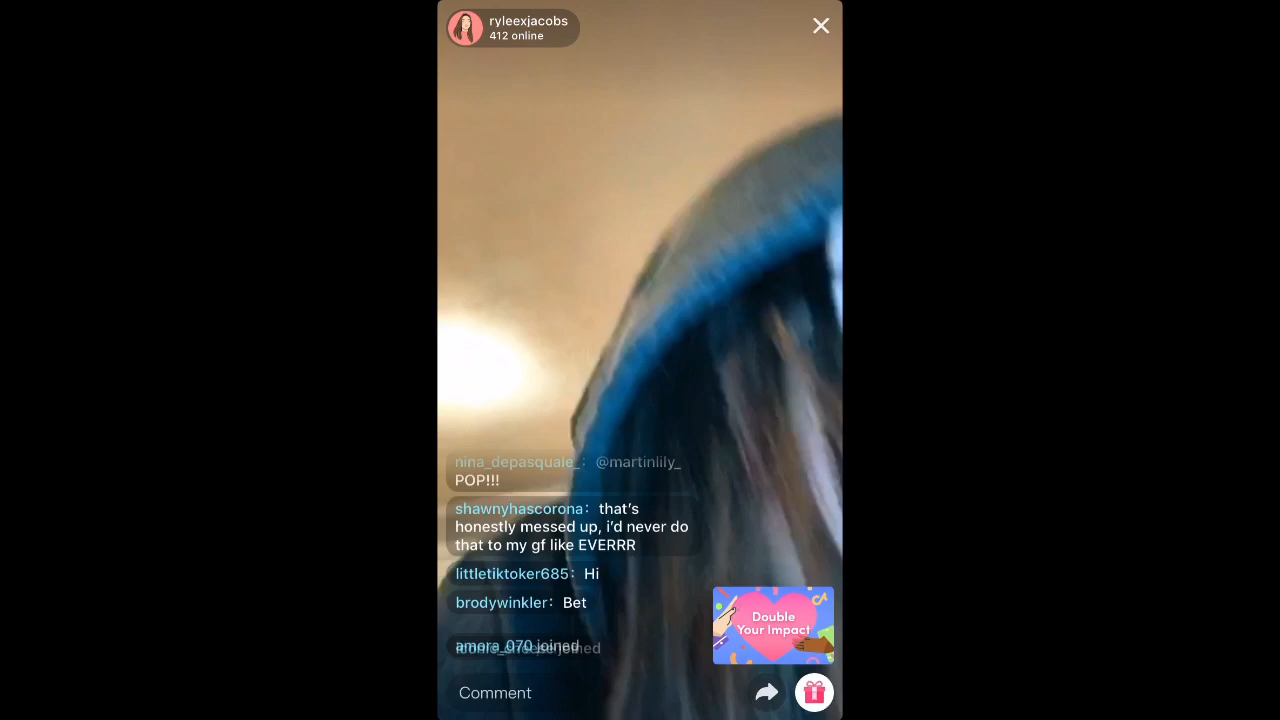 ryleexjacobs
412 online
nina_depasquale_: @martinlily_
POP!!!
shawnyhascorona: that's
honestly messed up, i'd never do
that to my gf like EVERRR
littletiktoker685: Hi
brodywinkler: Bet
amora_070 joined
joined
Double
Your Impact
Comment